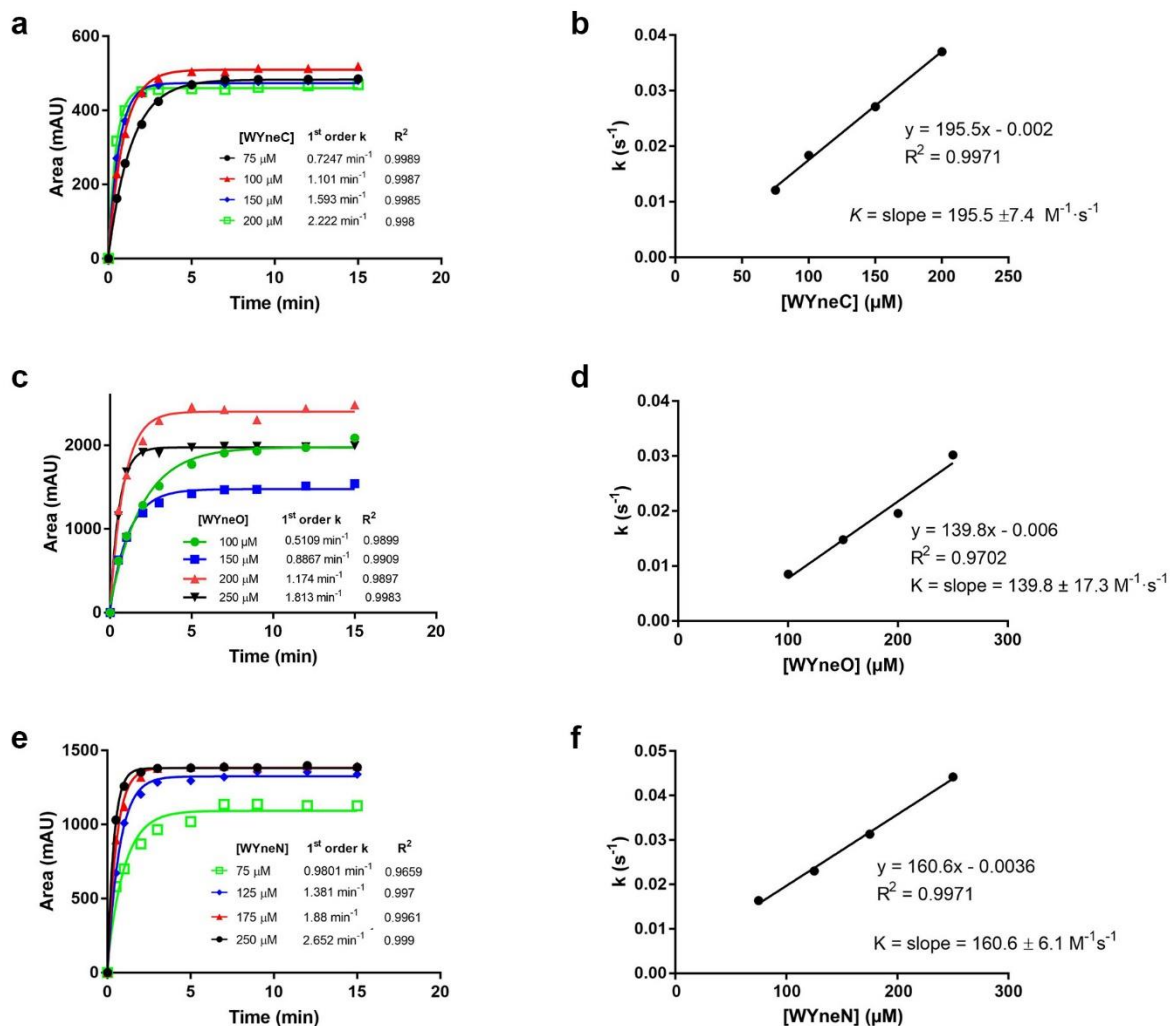 a
600
400
200
0
Area (mAU)
[WYneC] 1st order k R2
75 μM 0.7247 min-1 0.9989
100 μM 1.101 min-1 0.9987
150 μM 1.593 min-1 0.9985
200 μM 2.222 min-1 0.998
0 5 10 15 20
Time (min)
b
0.04
0.03
0.02
0.01
0.00
k (s-1)
y = 195.5x - 0.002
R2 = 0.9971
K = slope = 195.5 ±7.4 M-1·s-1
0 50 100 150 200 250
[WYneC] (μM)
c
2000
1000
0
Area (mAU)
[WYneO] 1st order k R2
100 μM 0.5109 min-1 0.9899
150 μM 0.8867 min-1 0.9909
200 μM 1.174 min-1 0.9897
250 μM 1.813 min-1 0.9983
0 5 10 15 20
Time (min)
d
0.04
0.03
0.02
0.01
0.00
k (s-1)
y = 139.8x - 0.006
R2 = 0.9702
K = slope = 139.8 ± 17.3 M-1·s-1
0 100 200 300
[WYneO] (μM)
e
1500
1000
500
0
Area (mAU)
[WYneN] 1st order k R2
75 μM 0.9801 min-1 0.9659
125 μM 1.381 min-1 0.997
175 μM 1.88 min-1 0.9961
250 μM 2.652 min-1 0.999
0 5 10 15 20
Time (min)
f
0.05
0.04
0.03
0.02
0.01
0.00
k (s-1)
y = 160.6x - 0.0036
R2 = 0.9971
K = slope = 160.6 ± 6.1 M-1s-1
0 100 200 300
[WYneN] (μM)